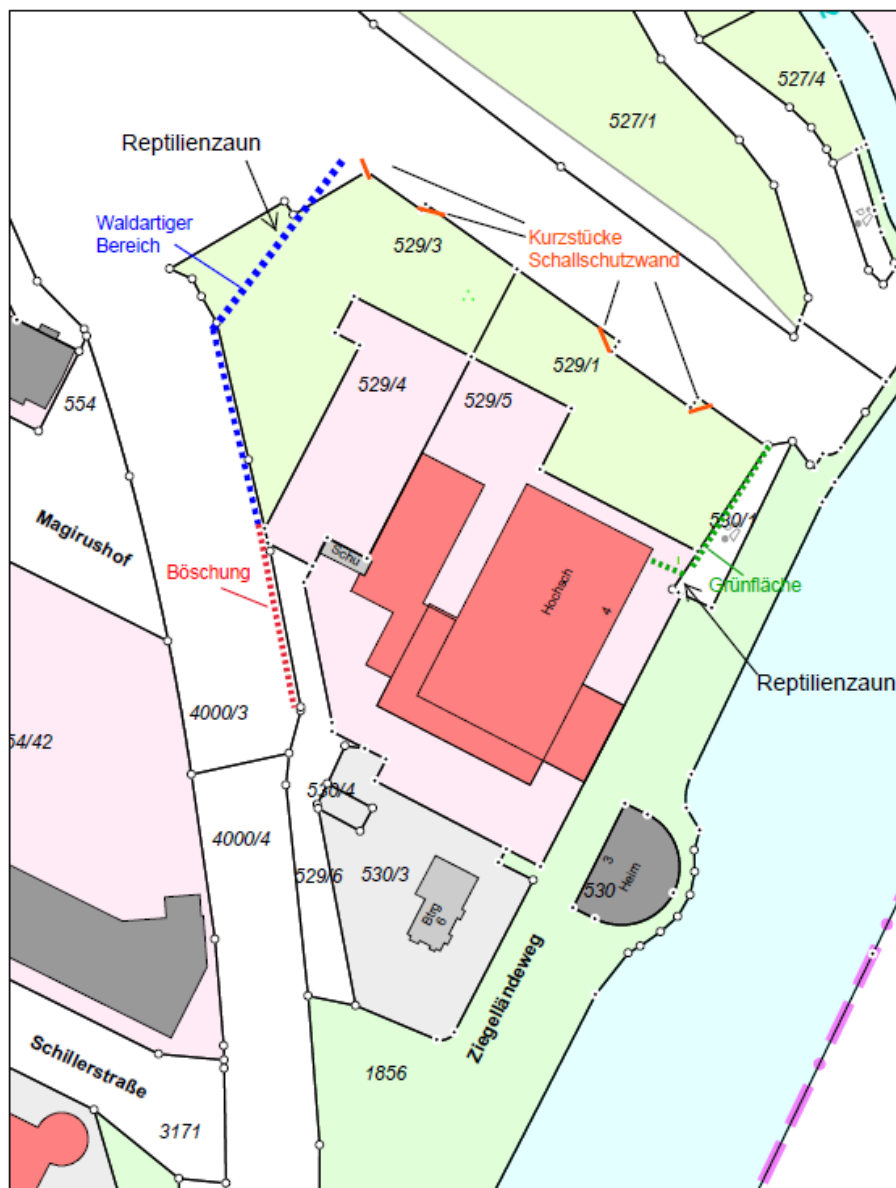 527/4
527/1
Reptilienzaun
Waldartiger
Bereich
529/3
Kurzstücke
Schallschutzwand
529/1
529/4
529/5
554
530/1
Magirushof
Schu
Böschung
Hochsch
4
Grünfläche
Reptilienzaun
4000/3
54/42
530/4
4000/4
529/6
530/3
Btrg
6
3
Heim
530
Ziegelländeweg
Schillerstraße
1856
3171